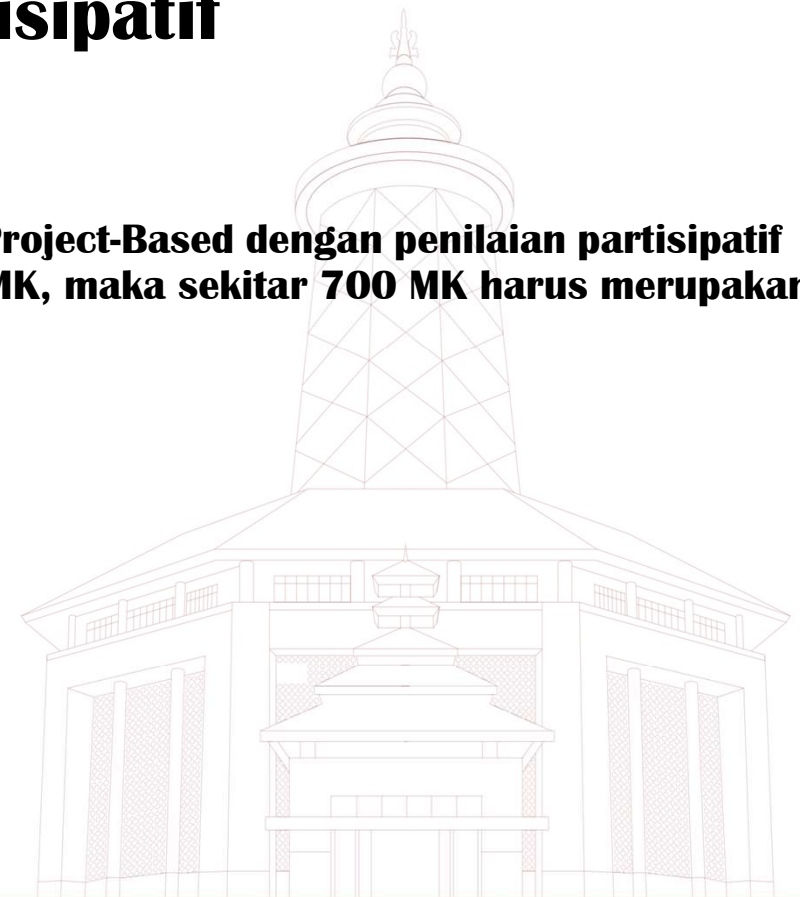 isipatif
Project-Based dengan penilaian partisipatif
MK, maka sekitar 700 MK harus merupakan